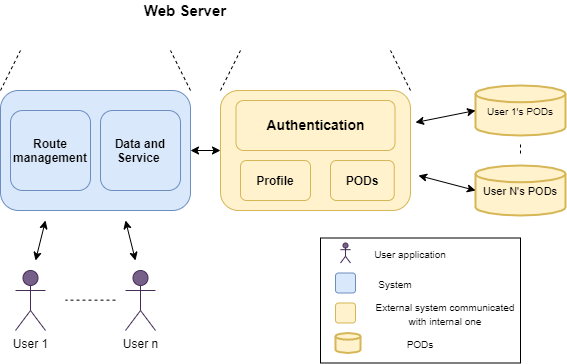 Web Server
Route
management
Data and
Service
Authentication
Profile
PODs
User 1's PODs
User N's PODs
User 1
User n
User application
System
External system communicated
with internal one
PODs